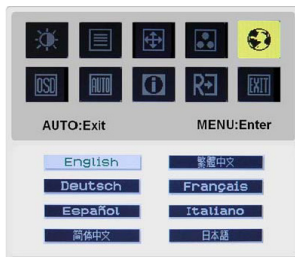 OSD AUTO i R EXIT
AUTO:Exit MENU:Enter
English 繁體中文
Deutsch Français
Español Italiano
简体中文 日本語